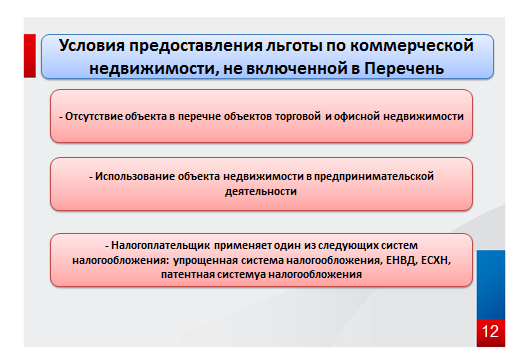 Условия предоставления льготы по коммерческой
недвижимости, не включенной в Перечень
- Отсутствие объекта в перечне объектов торговой и офисной недвижимости
- Использование объекта недвижимости в предпринимательской
деятельности
- Налогоплательщик применяет один из следующих систем
налогообложения: упрощенная система налогообложения, ЕНВД, ЕСХН,
патентная системуа налогообложения
12